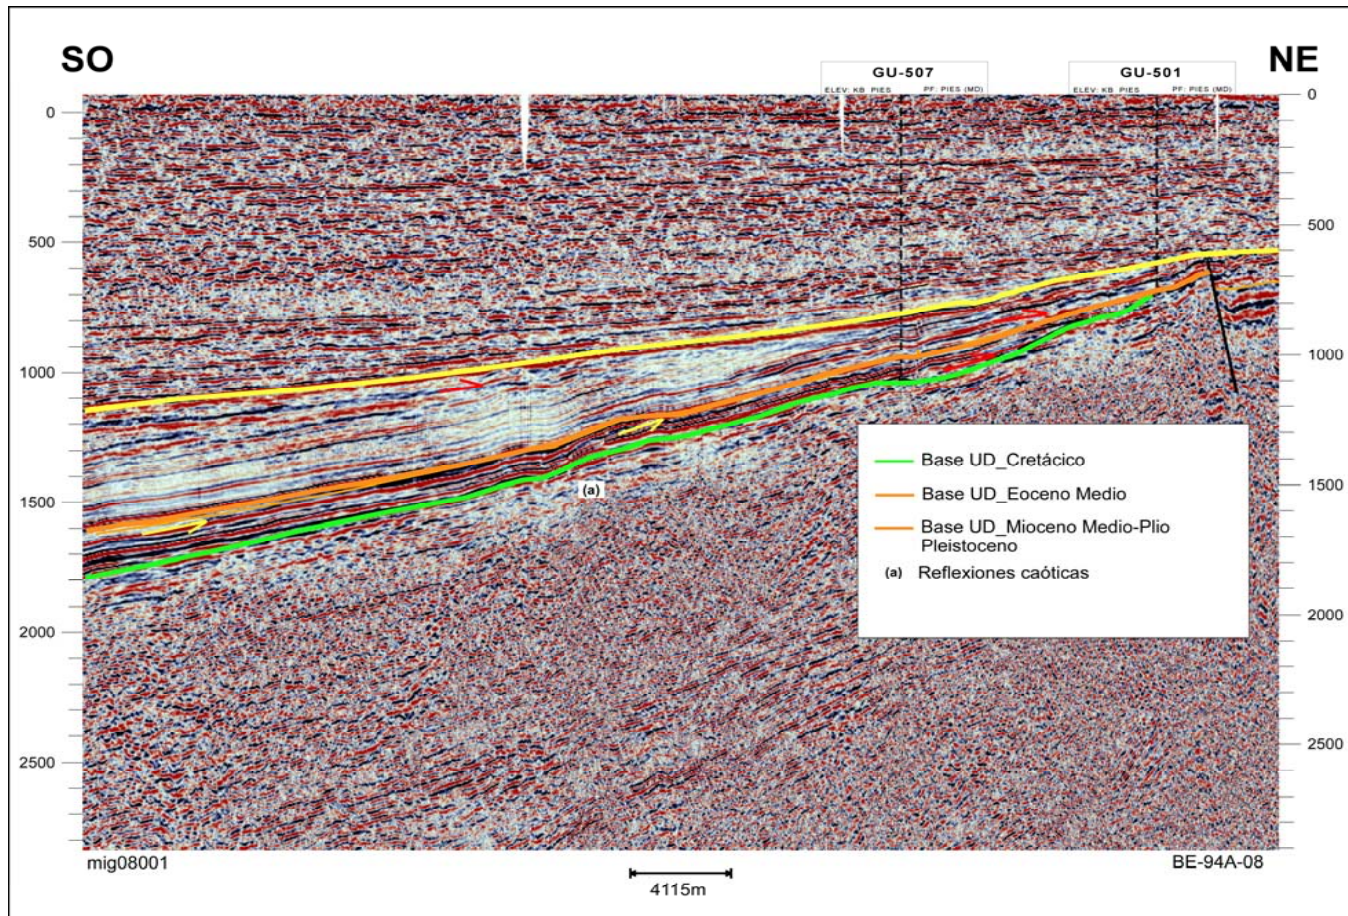 SO
NE
GU-507
ELEV: KB PIES PF: PIES (MD)
GU-501
ELEV: KB PIES PF: PIES (MD)
0
500
1000
1500
2000
2500
0
500
1000
1500
2000
2500
(a)
Base UD_Cretácico
Base UD_Eoceno Medio
Base UD_Mioceno Medio-Plio
Pleistoceno
(a) Reflexiones caóticas
mig08001
BE-94A-08
4115m